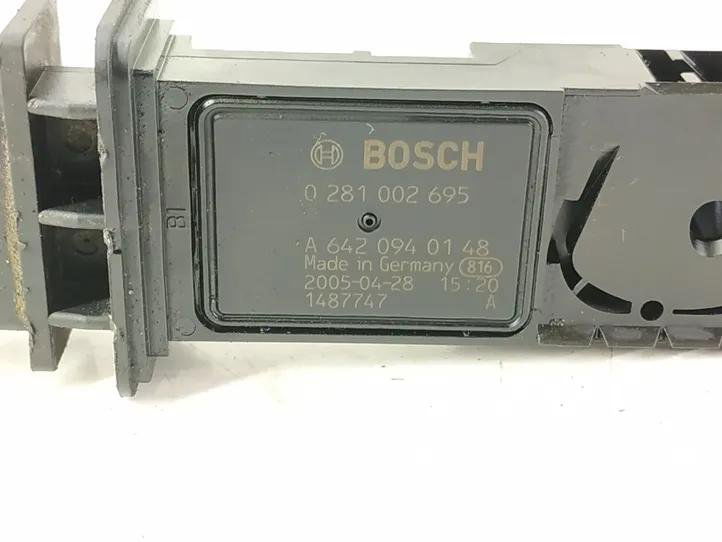 BOSCH
0 281 002 695
A 642 094 01 48
Made in Germany 816
2005-04-28 15:20
1487747 A